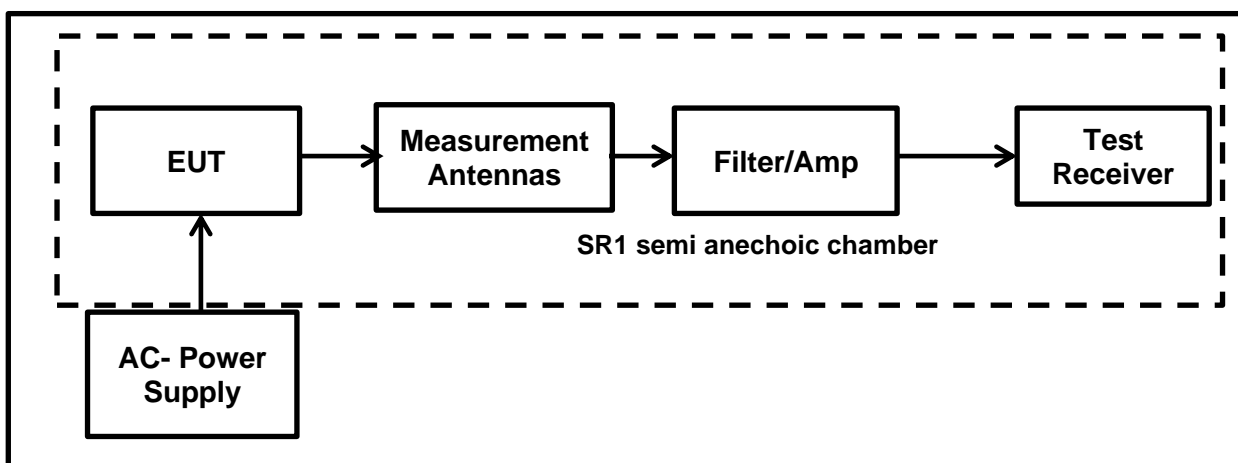 EUT
Measurement
Antennas
Filter/Amp
Test
Receiver
SR1 semi anechoic chamber
AC- Power
Supply